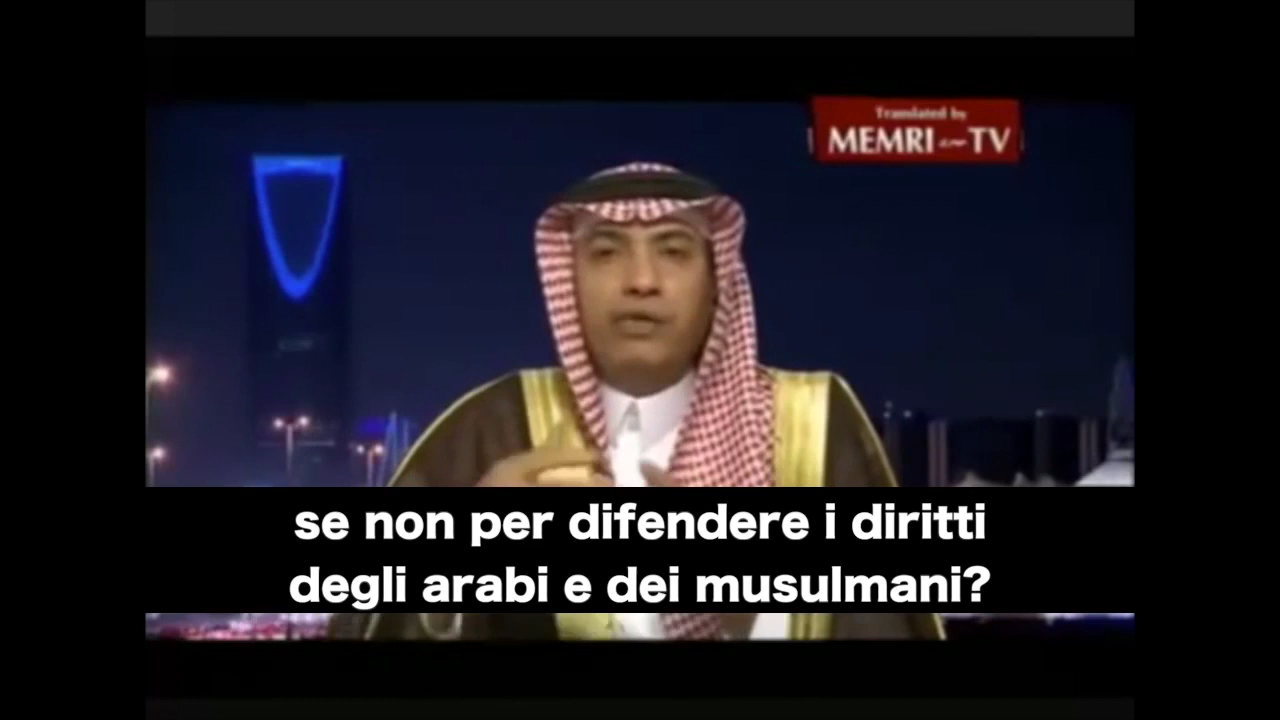 Translated by
MEMRI TV
se non per difendere i diritti
degli arabi e dei musulmani?